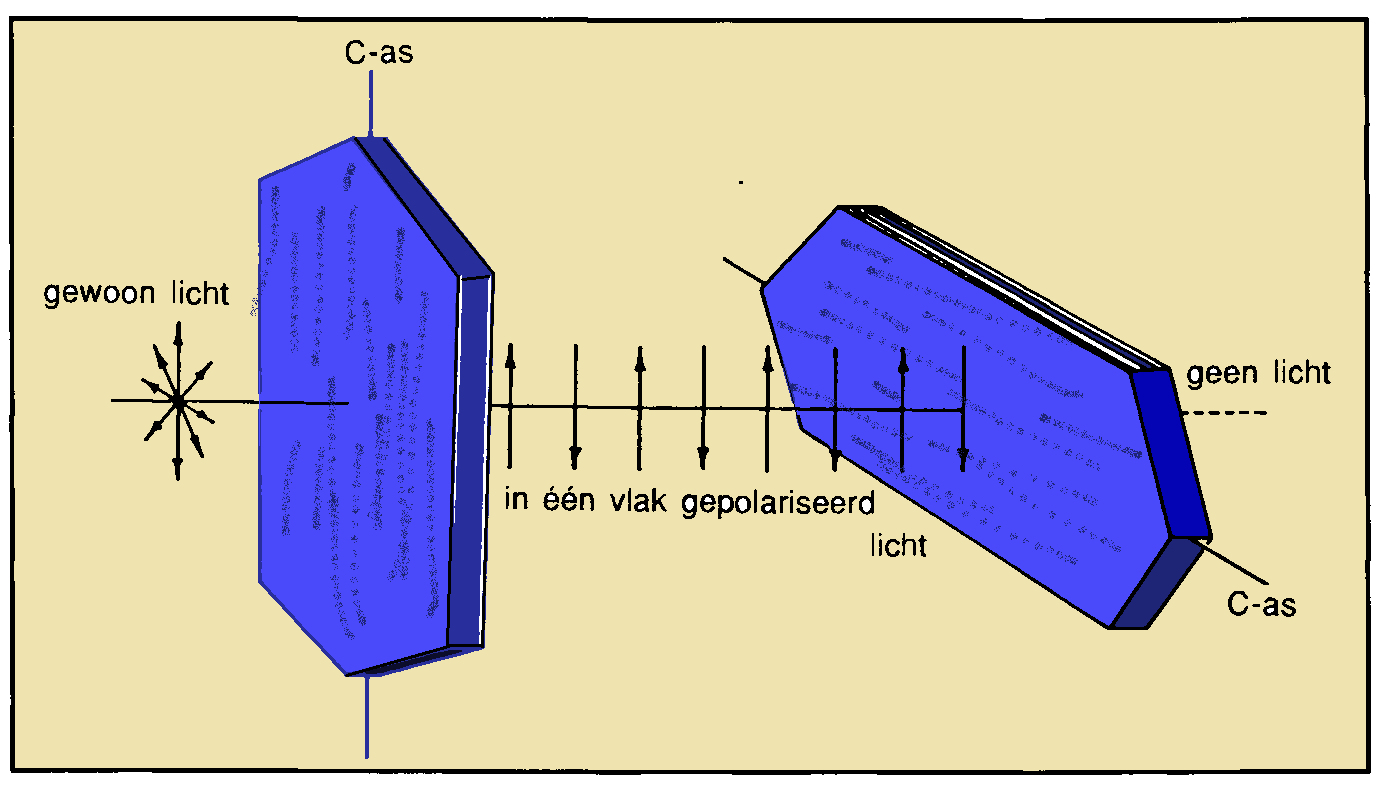 C-as
gewoon licht
geen licht
in één vlak gepolariseerd
licht
C-as